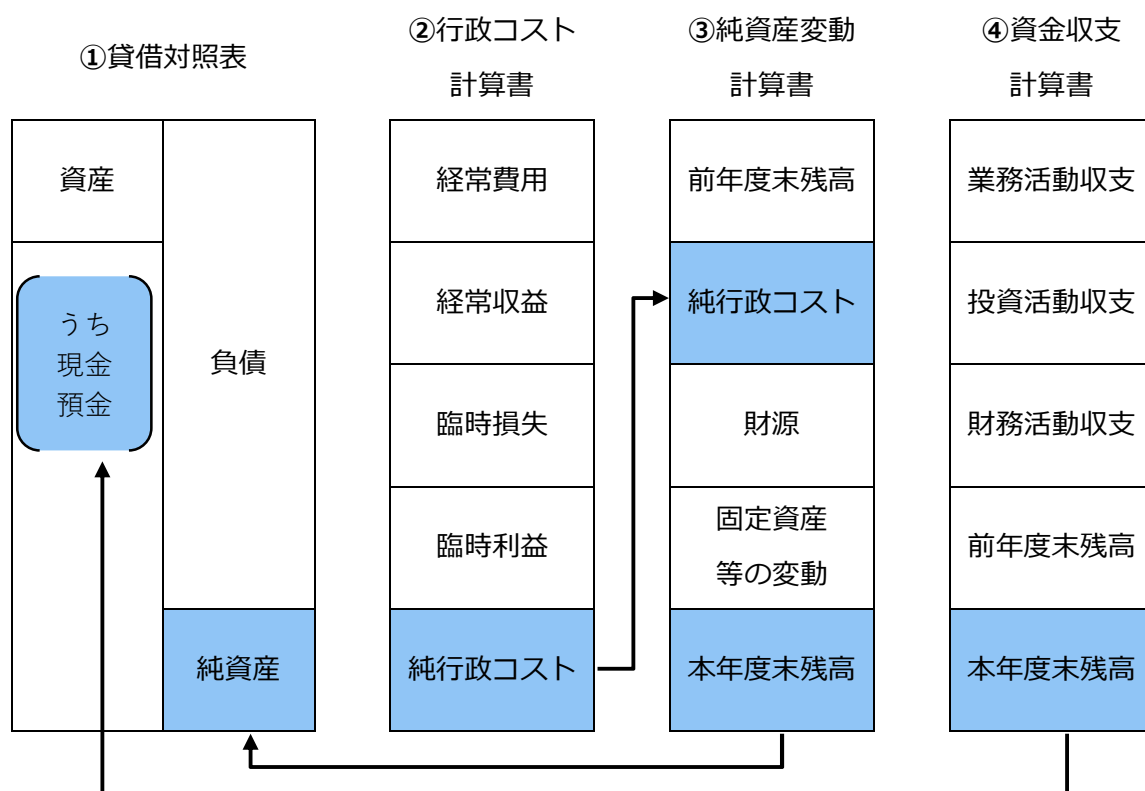 ①貸借対照表
資産
うち
現金
預金
負債
純資産
②行政コスト
計算書
経常費用
経常収益
臨時損失
臨時利益
純行政コスト
③純資産変動
計算書
前年度末残高
純行政コスト
財源
固定資産
等の変動
本年度末残高
④資金収支
計算書
業務活動収支
投資活動収支
財務活動収支
前年度末残高
本年度末残高